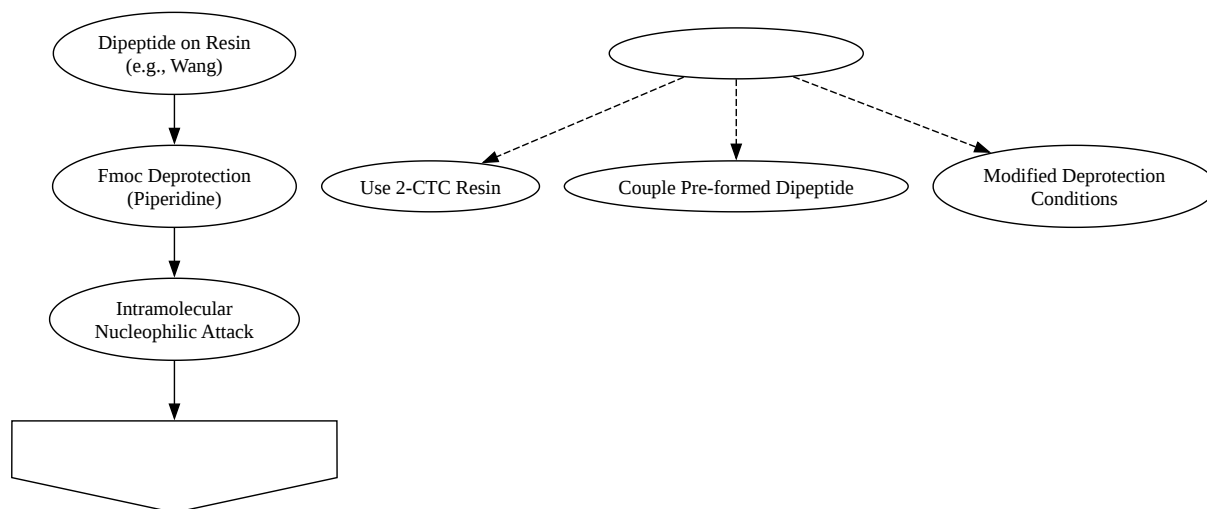 Dipeptide on Resin
(e.g., Wang)
Fmoc Deprotection
(Piperidine)
Intramolecular
Nucleophilic Attack
Use 2-CTC Resin
Couple Pre-formed Dipeptide
Modified Deprotection
Conditions